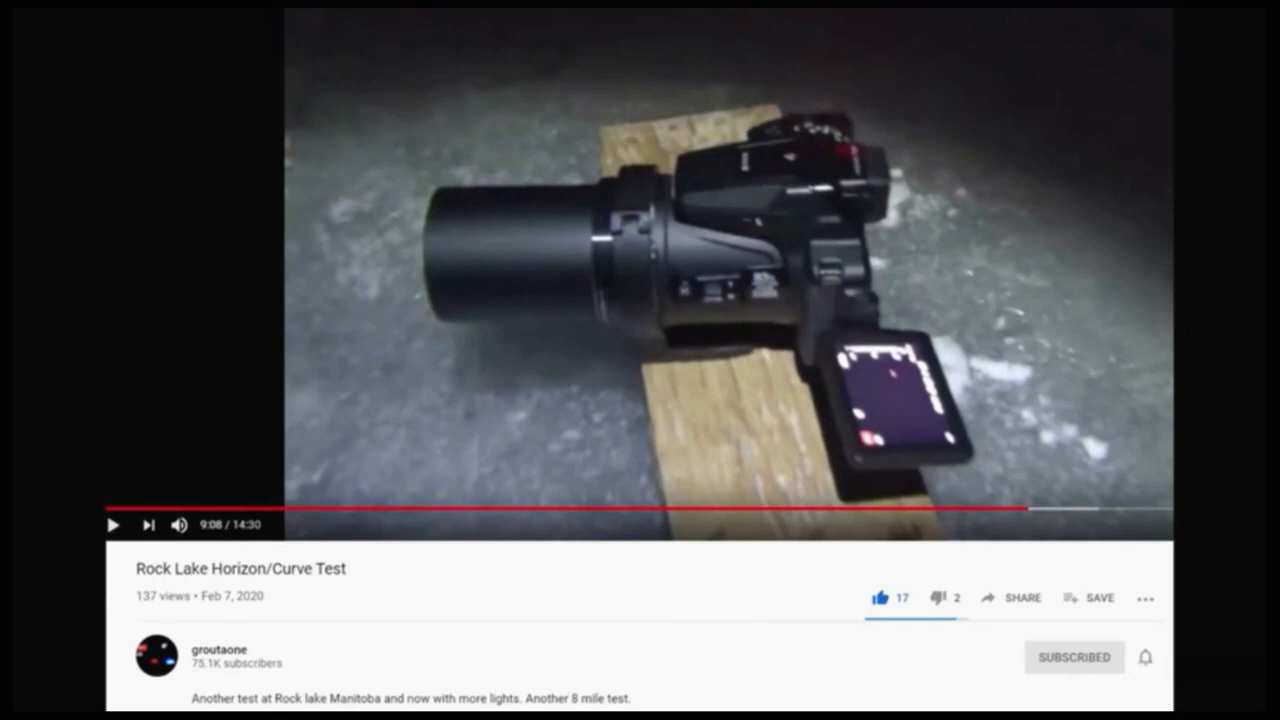 9:08 / 14:30
Rock Lake Horizon/Curve Test
137 views • Feb 7, 2020
17 2 SHARE SAVE
groutaone
75.1K subscribers
SUBSCRIBED
Another test at Rock lake Manitoba and now with more lights. Another 8 mile test.